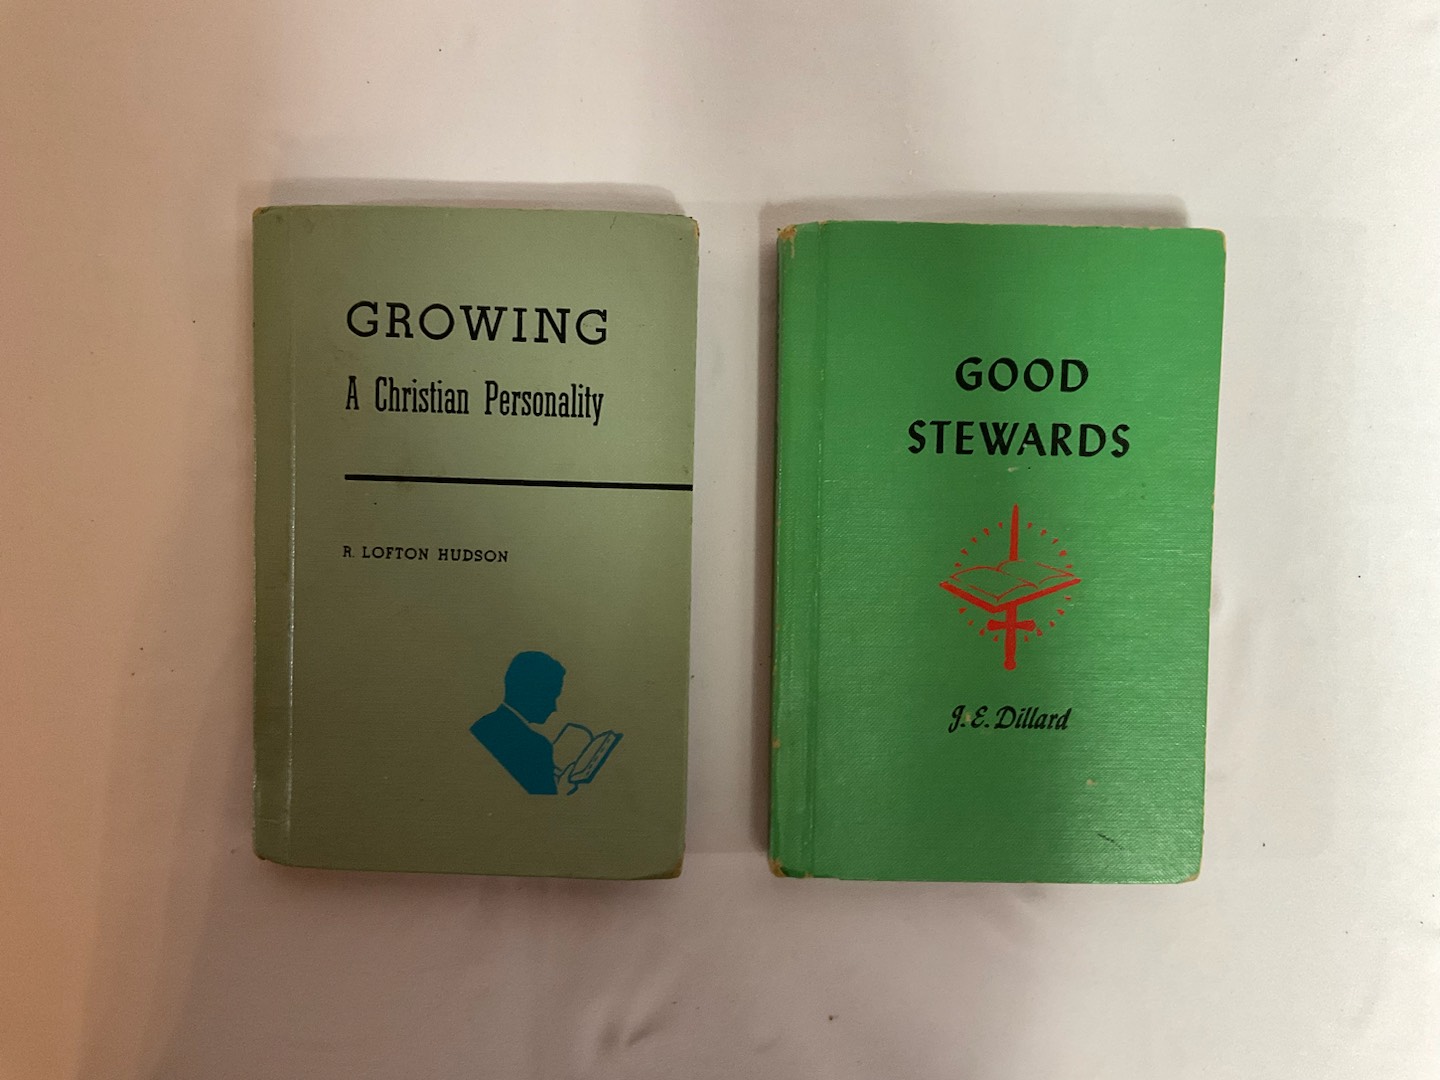 GROWING
A Christian Personality
R. LOFTON HUDSON
GOOD
STEWARDS
J. E. Dillard